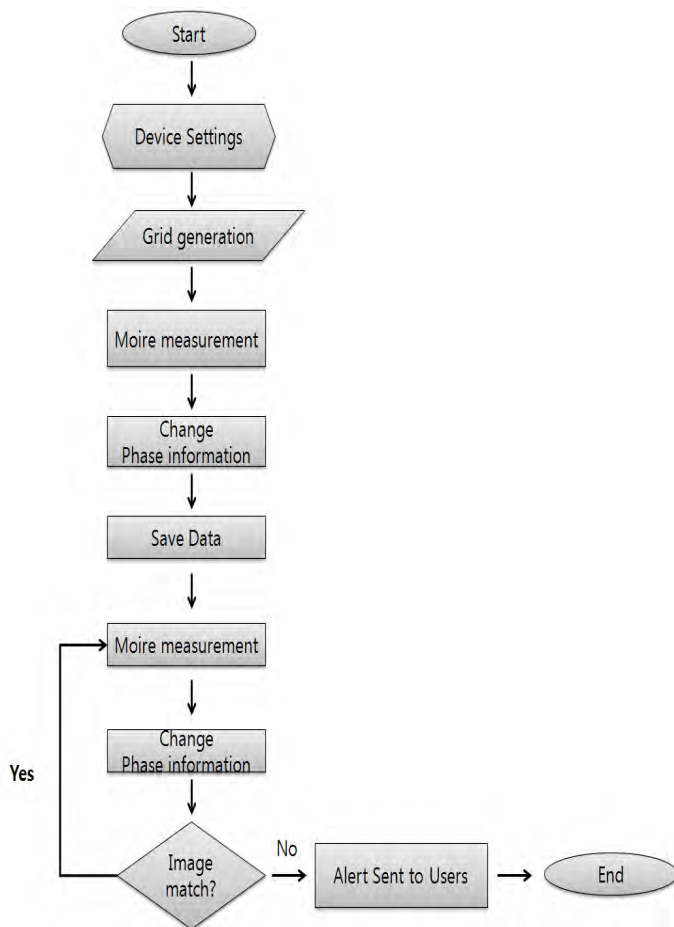 Start
Device Settings
Grid generation
Moire measurement
Change
Phase information
Save Data
Moire measurement
Change
Phase information
Yes
Image
match?
No
Alert Sent to Users
End